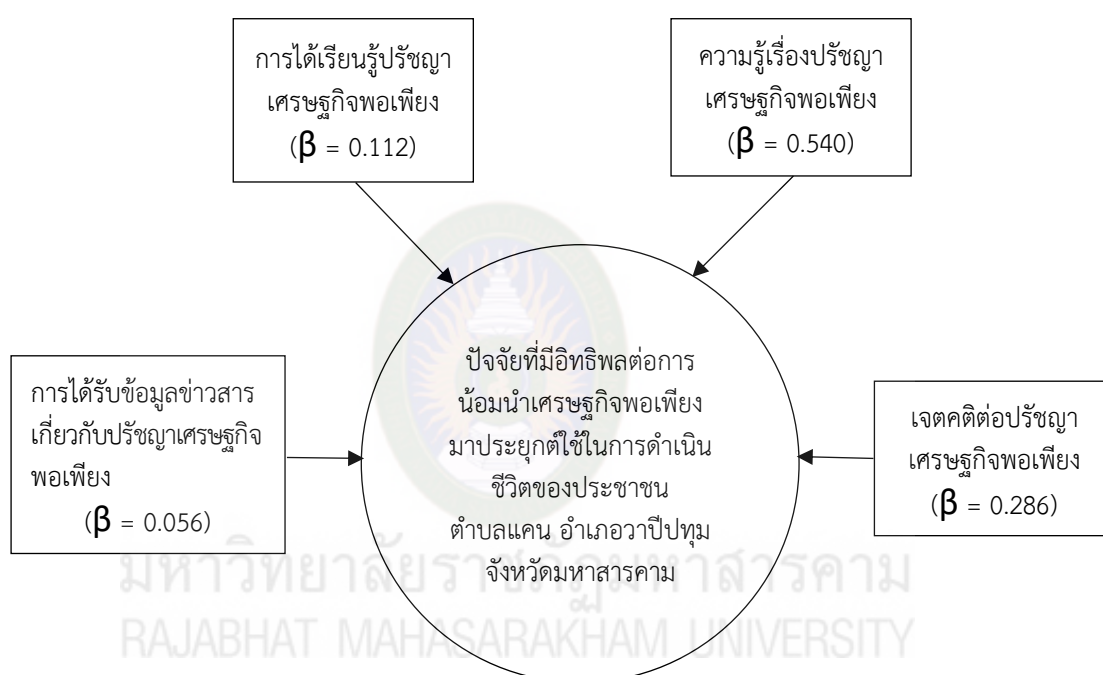 การได้เรียนรู้ปรัชญา
เศรษฐกิจพอเพียง
(β = 0.112)
ความรู้เรื่องปรัชญา
เศรษฐกิจพอเพียง
(β = 0.540)
การได้รับข้อมูลข่าวสาร
เกี่ยวกับปรัชญาเศรษฐกิจ
พอเพียง
(β = 0.056)
ปัจจัยที่มีอิทธิพลต่อการ
น้อมนำเศรษฐกิจพอเพียง
มาประยุกต์ใช้ในการดำเนิน
ชีวิตของประชาชน
ตำบลแคน อำเภอวาปีปทุม
จังหวัดมหาสารคาม
เจตคติต่อปรัชญา
เศรษฐกิจพอเพียง
(β = 0.286)
มหาวิทยาลัยราชภัฏมหาสารคาม
RAJABHAT MAHASARAKHAM UNIVERSITY